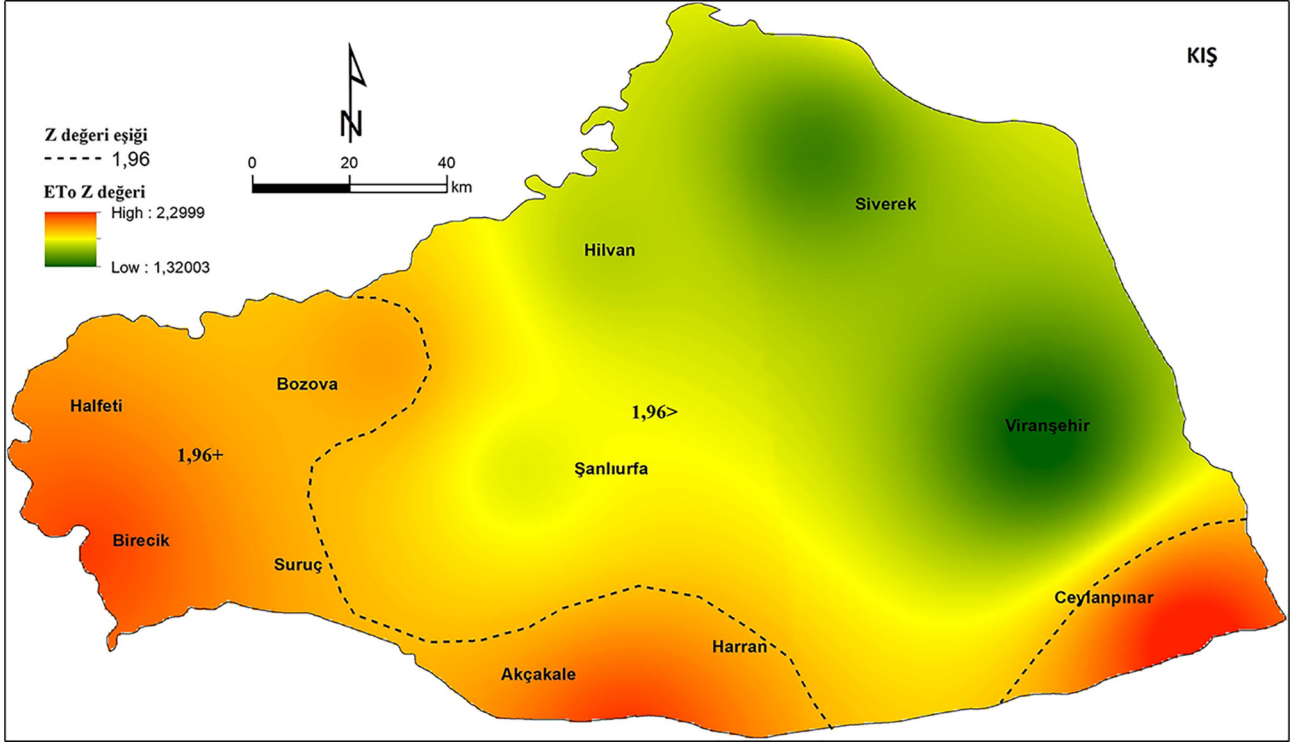 KIŞ
N
Z değeri eşiği
1,96
0 20 40
km
ETo Z değeri
High : 2,2999
Low : 1,32003
Siverek
Hilvan
Bozova
Halfeti
1,96>
Viranşehir
1,96+
Şanlıurfa
Birecik
Suruç
Ceylanpınar
Harran
Akçakale